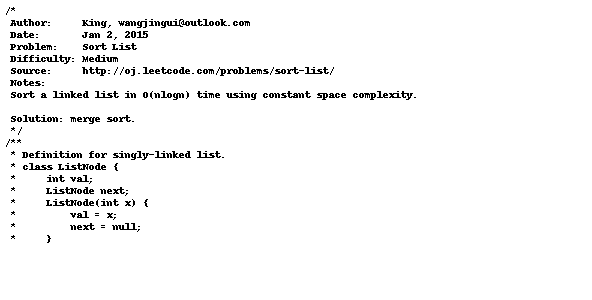 /*
 Author:     King, wangjingui@outlook.com
 Date:       Jan 2, 2015
 Problem:    Sort List
 Difficulty: Medium
 Source:     http://oj.leetcode.com/problems/sort-list/
 Notes:
 Sort a linked list in O(nlogn) time using constant space complexity.

 Solution: merge sort.
 */
/**
 * Definition for singly-linked list.
 * class ListNode {
 *     int val;
 *     ListNode next;
 *     ListNode(int x) {
 *         val = x;
 *         next = null;
 *     }